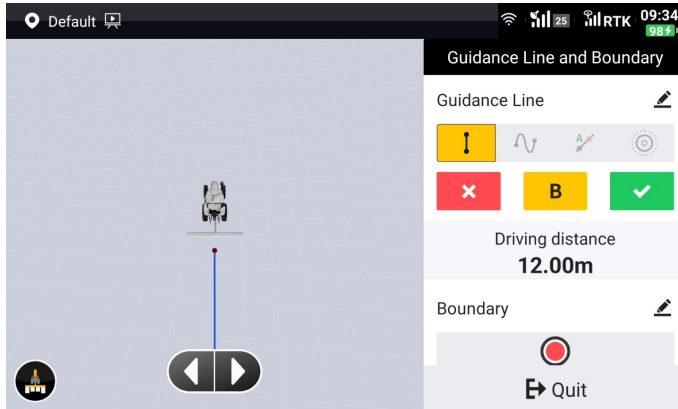 Default
25
RTK
09:34
98
Guidance Line and Boundary
Guidance Line
A
B
Driving distance
12.00m
Boundary
Quit